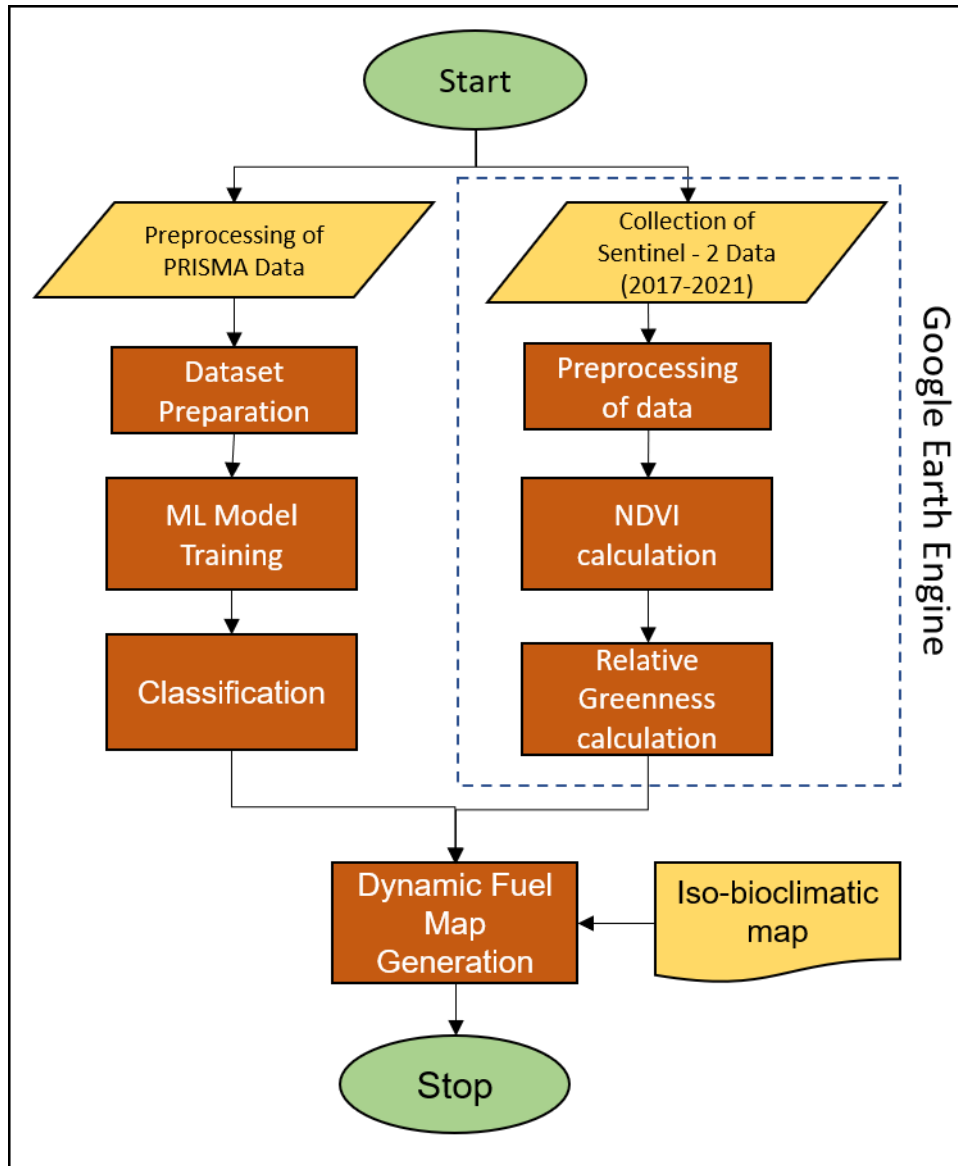 Start
Preprocessing of
PRISMA Data
Dataset
Preparation
ML Model
Training
Classification
Collection of
Sentinel - 2 Data
(2017-2021)
Preprocessing
of data
NDVI
calculation
Relative
Greenness
calculation
Google Earth Engine
Dynamic Fuel
Map
Generation
Iso-bioclimatic
map
Stop